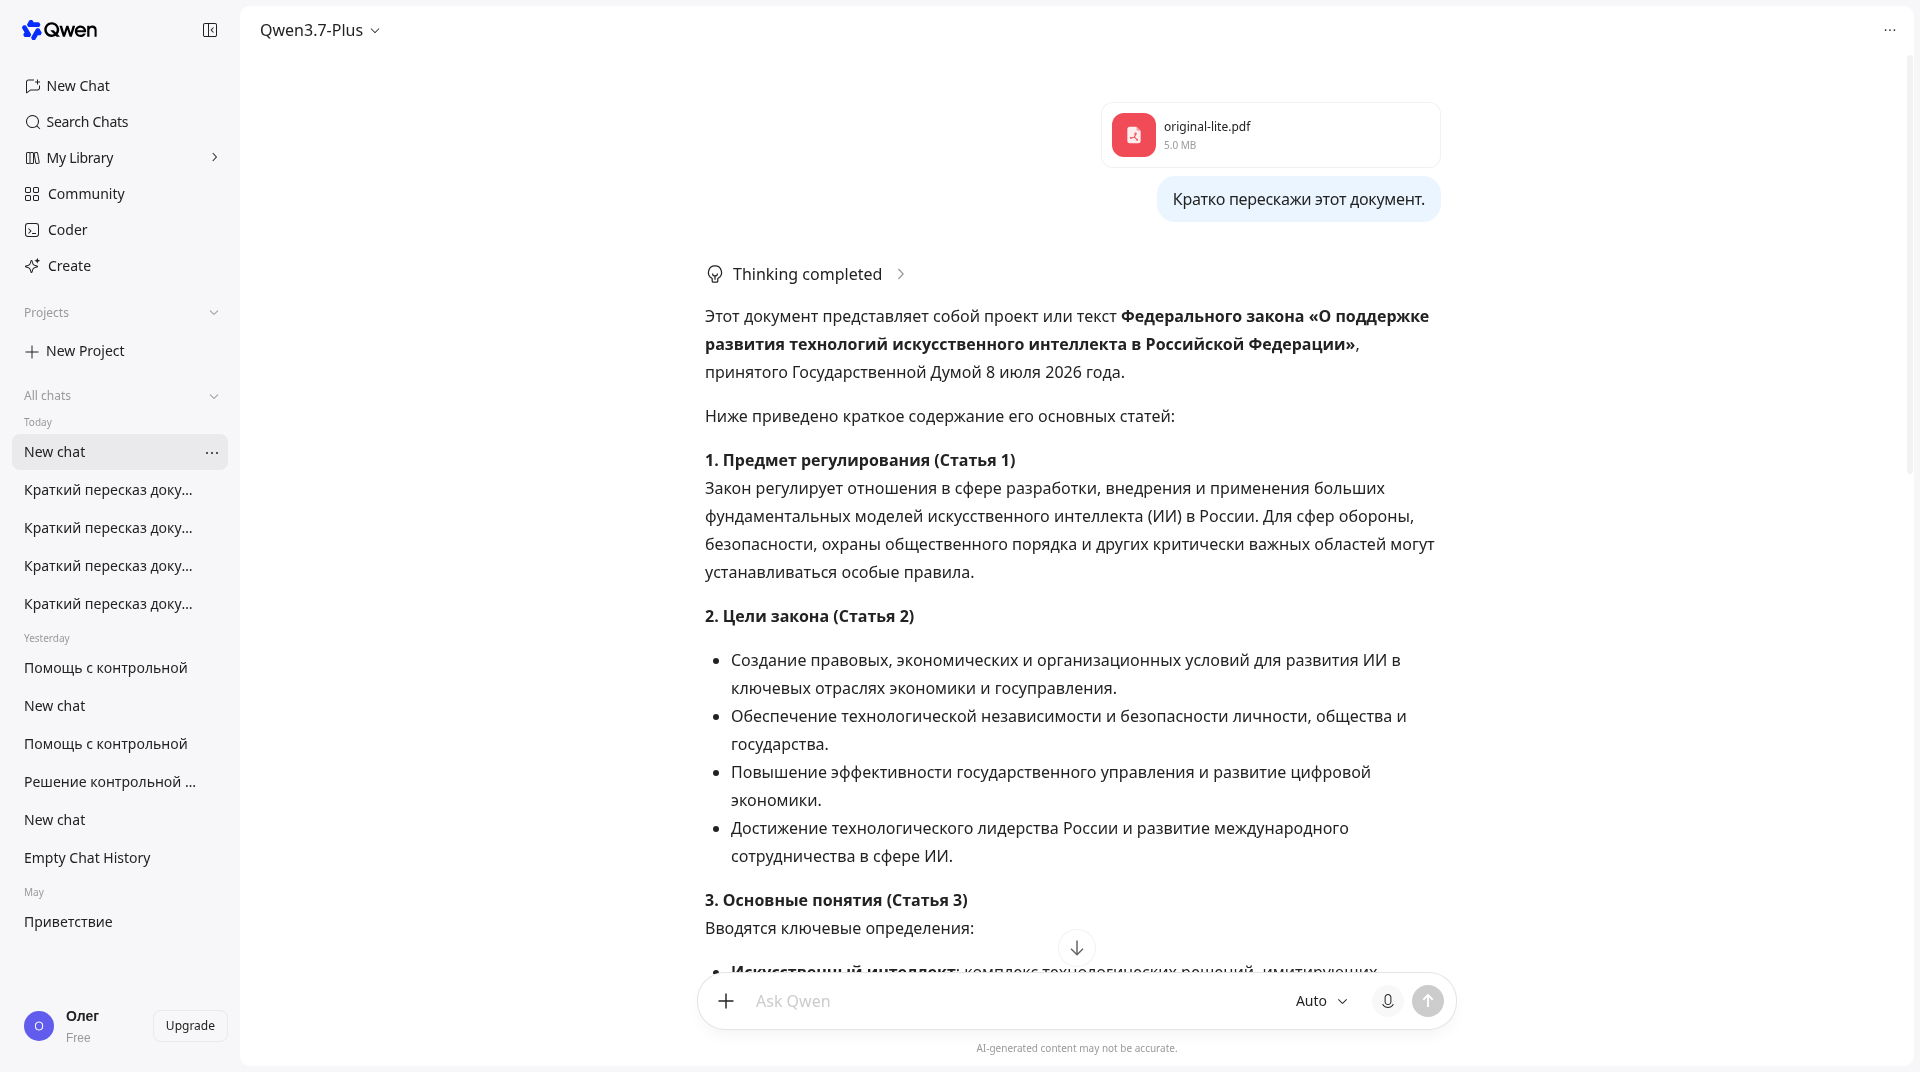 Qwen
New Chat
Search Chats
My Library
Community
Coder
Create
Projects
New Project
All chats
Today
New chat
Краткий пересказ доку...
Краткий пересказ доку...
Краткий пересказ доку...
Краткий пересказ доку...
Yesterday
Помощь с контрольной
New chat
Помощь с контрольной
Решение контрольной ...
New chat
Empty Chat History
May
Приветствие
О
Олег
Free
Upgrade
Qwen3.7-Plus
original-lite.pdf
5.0 MB
Кратко перескажи этот документ.
Thinking completed
Этот документ представляет собой проект или текст Федерального закона «О поддержке
развития технологий искусственного интеллекта в Российской Федерации»,
принятого Государственной Думой 8 июля 2026 года.
Ниже приведено краткое содержание его основных статей:
1. Предмет регулирования (Статья 1)
Закон регулирует отношения в сфере разработки, внедрения и применения больших
фундаментальных моделей искусственного интеллекта (ИИ) в России. Для сфер обороны,
безопасности, охраны общественного порядка и других критически важных областей могут
устанавливаться особые правила.
2. Цели закона (Статья 2)
• Создание правовых, экономических и организационных условий для развития ИИ в
ключевых отраслях экономики и госуправления.
• Обеспечение технологической независимости и безопасности личности, общества и
государства.
• Повышение эффективности государственного управления и развитие цифровой
экономики.
• Достижение технологического лидерства России и развитие международного
сотрудничества в сфере ИИ.
3. Основные понятия (Статья 3)
Вводятся ключевые определения:
• Искусственный интеллект: комплекс технологических решений, имитирующих
Ask Qwen
Auto
AI-generated content may not be accurate.